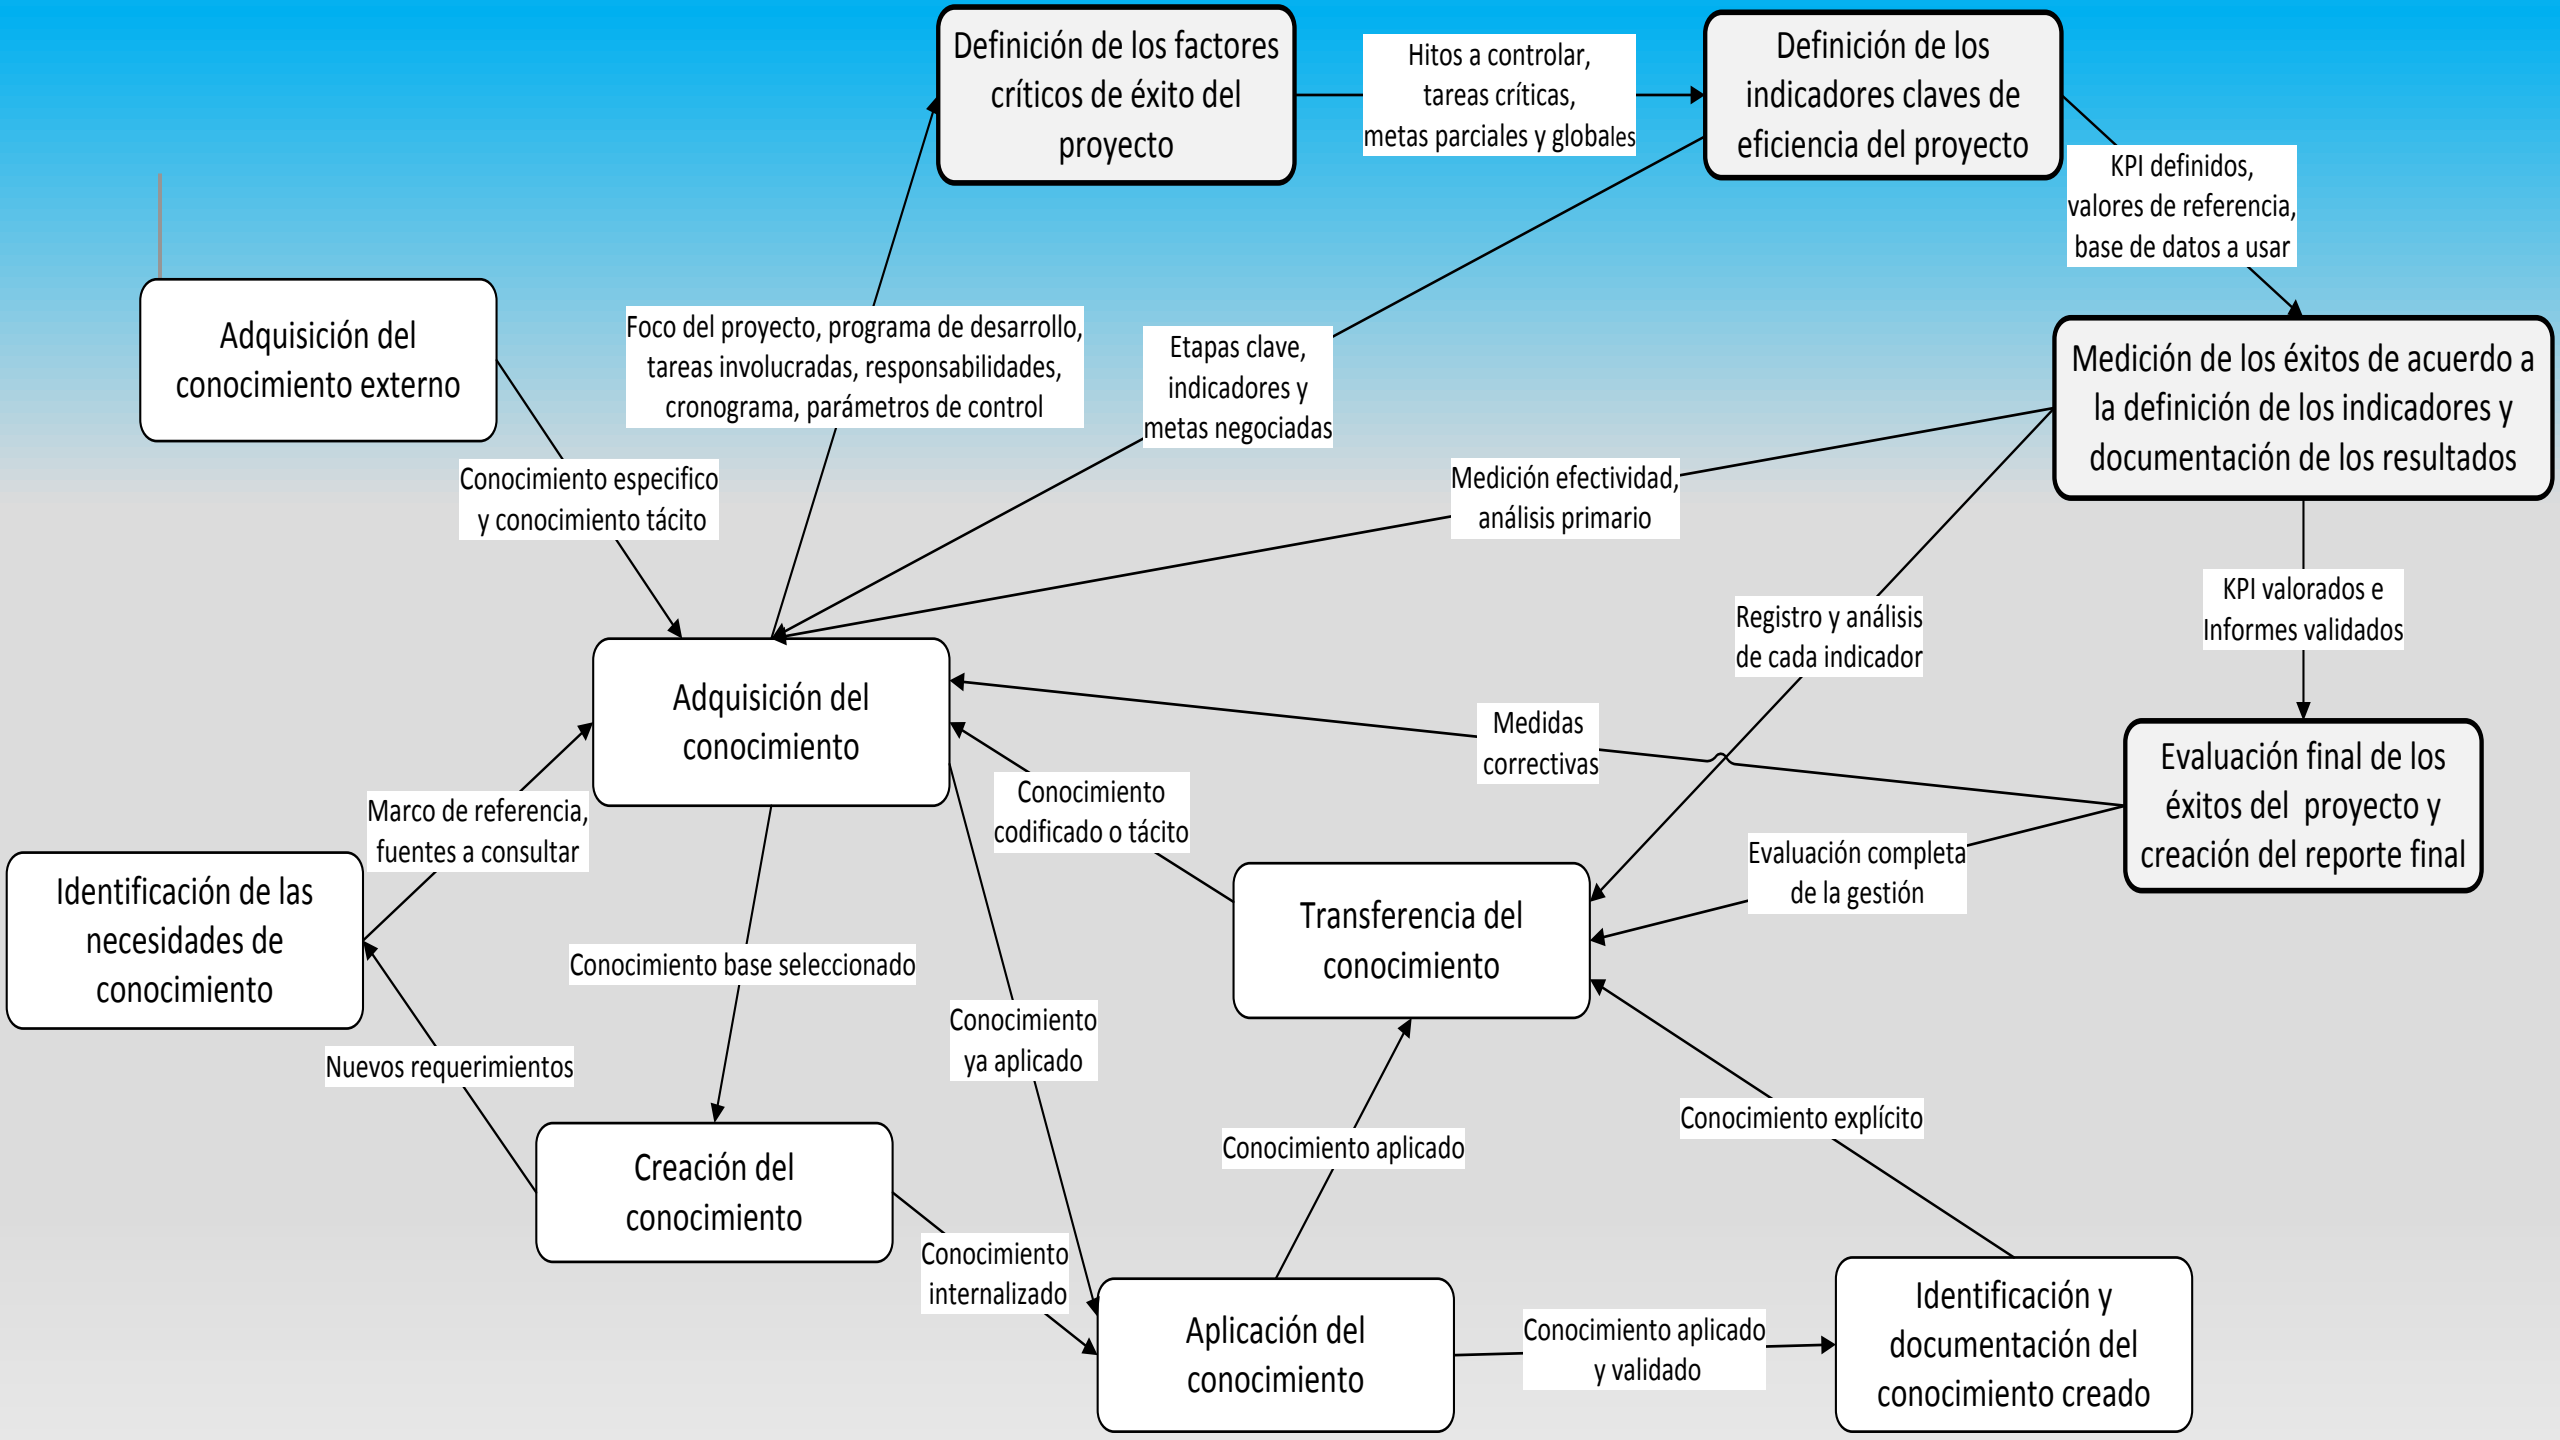 Definición de los factores
críticos de éxito del
proyecto
Hitos a controlar,
tareas críticas,
metas parciales y globales
Definición de los
indicadores claves de
eficiencia del proyecto
KPI definidos,
valores de referencia,
base de datos a usar
Adquisición del
conocimiento externo
Foco del proyecto, programa de desarrollo,
tareas involucradas, responsabilidades,
cronograma, parámetros de control
Etapas clave,
indicadores y
metas negociadas
Medición de los éxitos de acuerdo a
la definición de los indicadores y
documentación de los resultados
Conocimiento especifico
y conocimiento tácito
Medición efectividad,
análisis primario
Registro y análisis
de cada indicador
KPI valorados e
Informes validados
Adquisición del
conocimiento
Medidas
correctivas
Evaluación final de los
éxitos del proyecto y
creación del reporte final
Marco de referencia,
fuentes a consultar
Conocimiento
codificado o tácito
Evaluación completa
de la gestión
Identificación de las
necesidades de
conocimiento
Transferencia del
conocimiento
Conocimiento base seleccionado
Conocimiento
ya aplicado
Nuevos requerimientos
Conocimiento explícito
Conocimiento aplicado
Creación del
conocimiento
Conocimiento
internalizado
Aplicación del
conocimiento
Conocimiento aplicado
y validado
Identificación y
documentación del
conocimiento creado